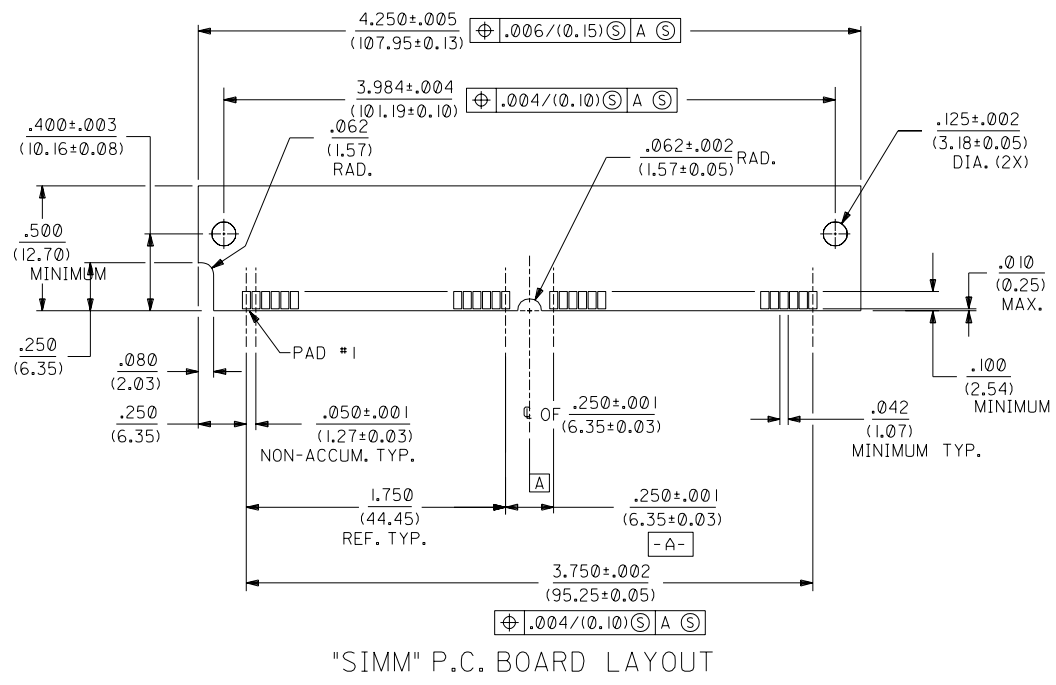 4.250±.005
(107.95±0.13)
⌖ .006/(0.15)Ⓢ A Ⓢ
3.984±.004
(101.19±0.10)
⌖ .004/(0.10)Ⓢ A Ⓢ
.400±.003
(10.16±0.08)
.062
(1.57)
RAD.
.062±.002
(1.57±0.05)
RAD.
.125±.002
(3.18±0.05)
DIA. (2X)
.500
(12.70)
MINIMUM
.010
(0.25)
MAX.
.250
(6.35)
.080
(2.03)
PAD #1
.100
(2.54)
MINIMUM
.250
(6.35)
.050±.001
(1.27±0.03)
NON-ACCUM. TYP.
℄ OF .250±.001
(6.35±0.03)
.042
(1.07)
MINIMUM TYP.
A
1.750
(44.45)
REF. TYP.
.250±.001
(6.35±0.03)
-A-
3.750±.002
(95.25±0.05)
⌖ .004/(0.10)Ⓢ A Ⓢ
"SIMM" P.C. BOARD LAYOUT